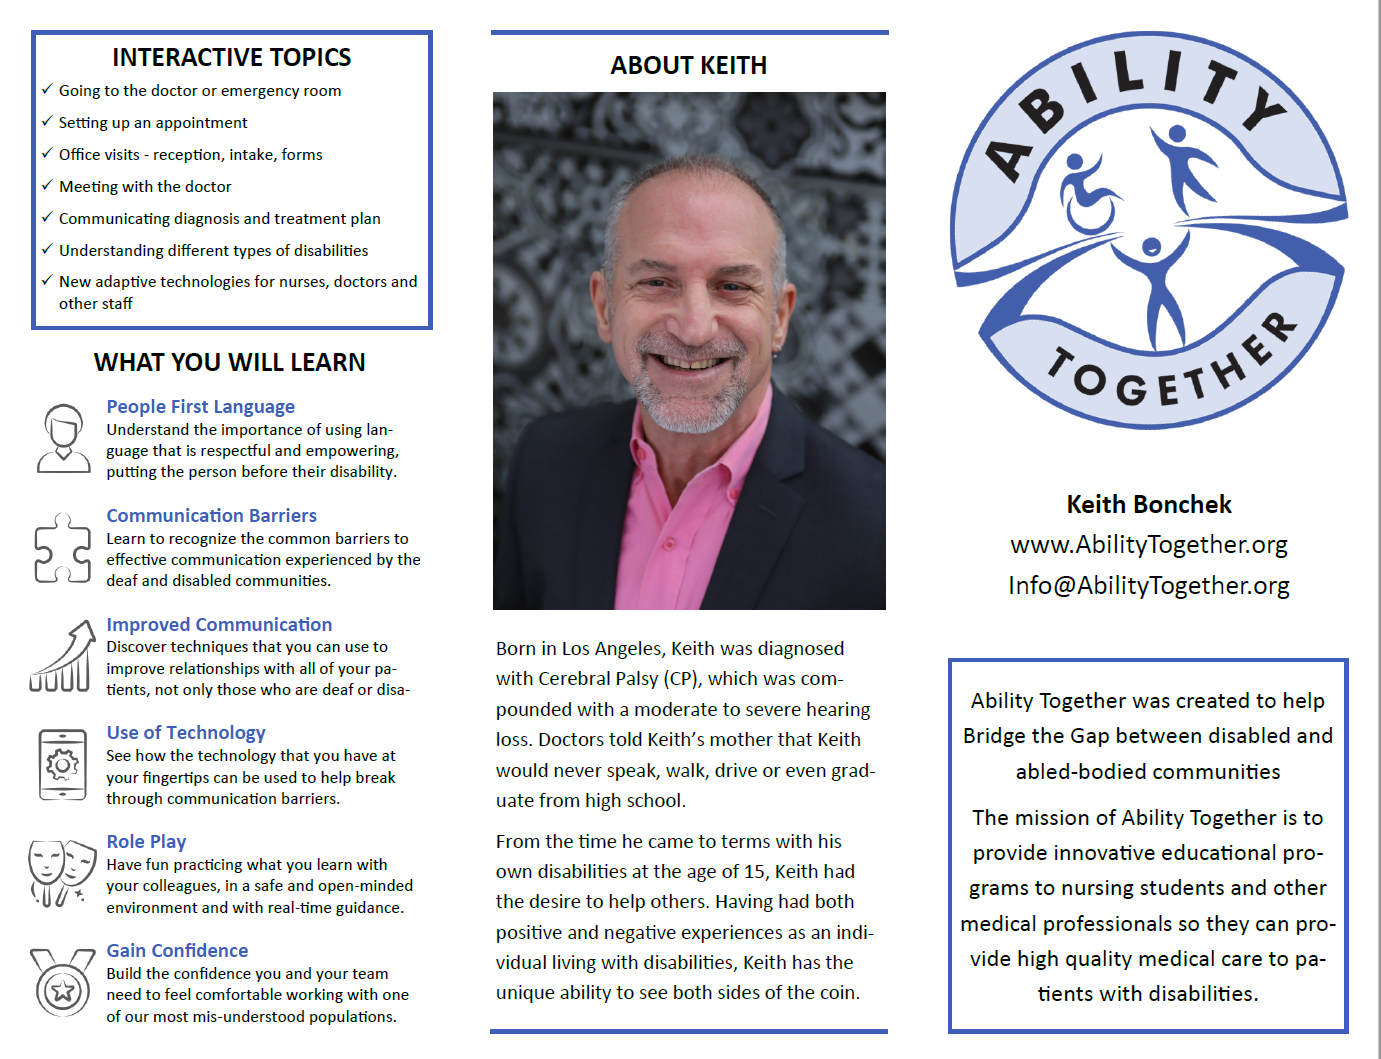 INTERACTIVE TOPICS
✓ Going to the doctor or emergency room
✓ Setting up an appointment
✓ Office visits - reception, intake, forms
✓ Meeting with the doctor
✓ Communicating diagnosis and treatment plan
✓ Understanding different types of disabilities
✓ New adaptive technologies for nurses, doctors and
other staff
WHAT YOU WILL LEARN
People First Language
Understand the importance of using lan-
guage that is respectful and empowering,
putting the person before their disability.
Communication Barriers
Learn to recognize the common barriers to
effective communication experienced by the
deaf and disabled communities.
Improved Communication
Discover techniques that you can use to
improve relationships with all of your pa-
tients, not only those who are deaf or disa-
Use of Technology
See how the technology that you have at
your fingertips can be used to help break
through communication barriers.
Role Play
Have fun practicing what you learn with
your colleagues, in a safe and open-minded
environment and with real-time guidance.
Gain Confidence
Build the confidence you and your team
need to feel comfortable working with one
of our most mis-understood populations.
ABOUT KEITH
Born in Los Angeles, Keith was diagnosed
with Cerebral Palsy (CP), which was com-
pounded with a moderate to severe hearing
loss. Doctors told Keith's mother that Keith
would never speak, walk, drive or even grad-
uate from high school.
From the time he came to terms with his
own disabilities at the age of 15, Keith had
the desire to help others. Having had both
positive and negative experiences as an indi-
vidual living with disabilities, Keith has the
unique ability to see both sides of the coin.
ABILITY
TOGETHER
Keith Bonchek
www.AbilityTogether.org
Info@AbilityTogether.org
Ability Together was created to help
Bridge the Gap between disabled and
abled-bodied communities
The mission of Ability Together is to
provide innovative educational pro-
grams to nursing students and other
medical professionals so they can pro-
vide high quality medical care to pa-
tients with disabilities.